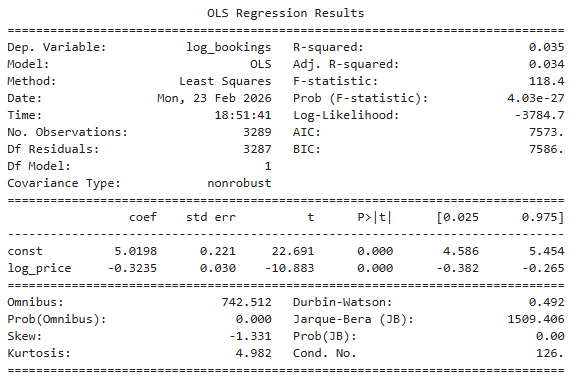 OLS Regression Results
==============================================================================
Dep. Variable: log_bookings R-squared: 0.035
Model: OLS Adj. R-squared: 0.034
Method: Least Squares F-statistic: 118.4
Date: Mon, 23 Feb 2026 Prob (F-statistic): 4.03e-27
Time: 18:51:41 Log-Likelihood: -3784.7
No. Observations: 3289 AIC: 7573.
Df Residuals: 3287 BIC: 7586.
Df Model: 1
Covariance Type: nonrobust
==============================================================================
coef std err t P>|t| [0.025 0.975]
------------------------------------------------------------------------------
const 5.0198 0.221 22.691 0.000 4.586 5.454
log_price -0.3235 0.030 -10.883 0.000 -0.382 -0.265
==============================================================================
Omnibus: 742.512 Durbin-Watson: 0.492
Prob(Omnibus): 0.000 Jarque-Bera (JB): 1509.406
Skew: -1.331 Prob(JB): 0.00
Kurtosis: 4.982 Cond. No. 126.
==============================================================================